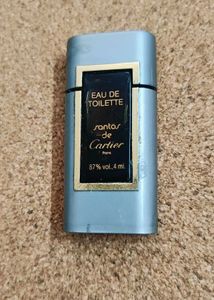 EAU DE
TOILETTE
santos
de
Cartier
Paris
87% vol. 4 ml.